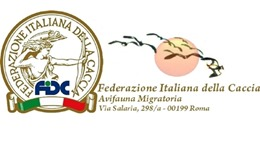 FEDERAZIONE ITALIANA DELLA CACCIA
FIDC
Federazione Italiana della Caccia
Avifauna Migratoria
Via Salaria, 298/a - 00199 Roma